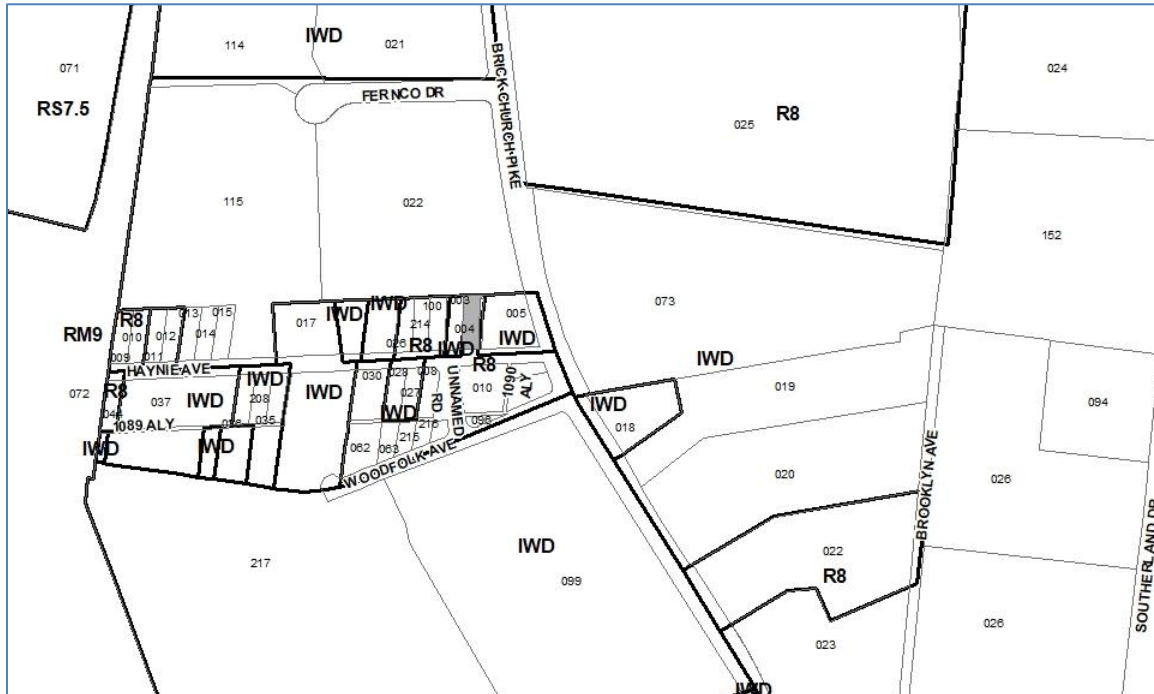 IWD
114
021
071
RS7.5
024
FERNCO DR
BRICK CHURCH PIKE
R8
025
115
022
152
073
003
IWD
IWD
100
013
015
R8
017
214
004
005
RM9
010
012
014
026
R8
IWD
IWD
009
011
HAYNIE AVE
R8
IWD
019
072
R8
037
IWD
IWD
208
IWD
030
028
008
027
UNNAMED RD
010
1090 ALY
IWD
018
094
044
1089 ALY
035
IWD
096
216
IWD
IWD
062
063
215
WOODFOLK AVE
020
026
BROOKLYN AVE
SOUTHERLAND DR
217
IWD
099
022
R8
023
026
IWD